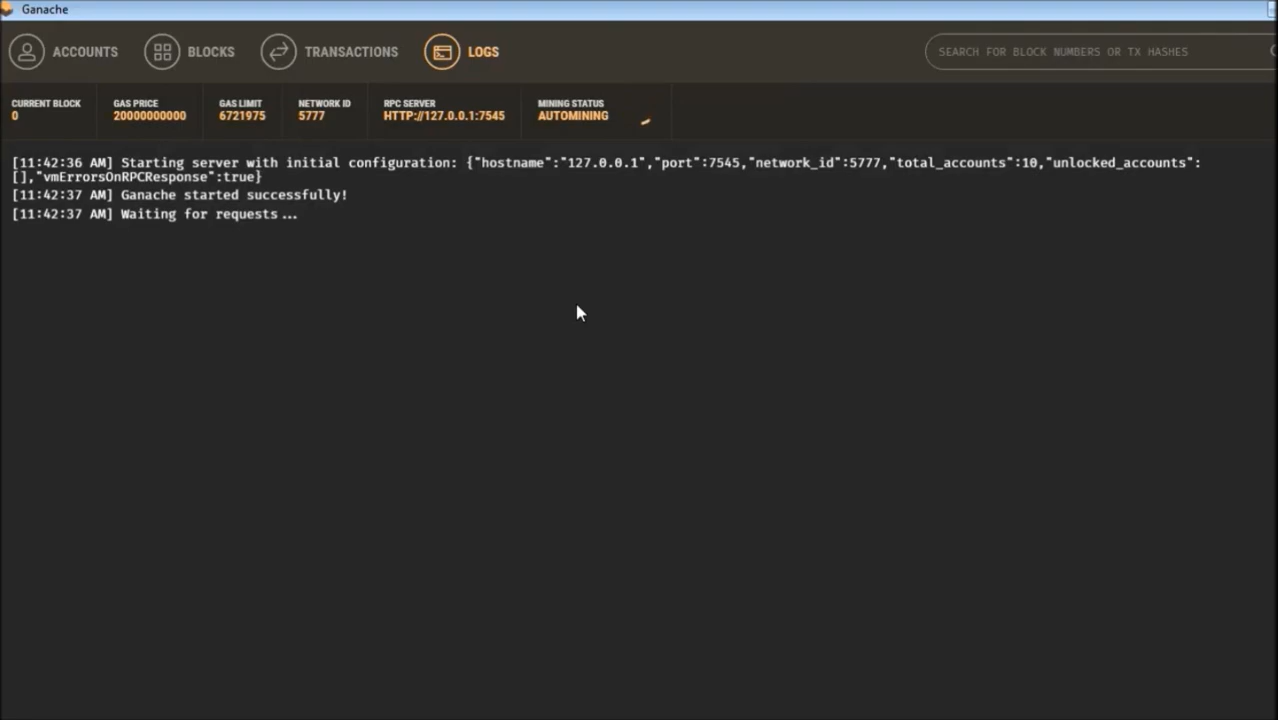 Ganache
ACCOUNTS BLOCKS TRANSACTIONS LOGS SEARCH FOR BLOCK NUMBERS OR TX HASHES
CURRENT BLOCK GAS PRICE GAS LIMIT NETWORK ID RPC SERVER MINING STATUS
0 20000000000 6721975 5777 HTTP://127.0.0.1:7545 AUTOMINING
[11:42:36 AM] Starting server with initial configuration: {"hostname":"127.0.0.1","port":7545,"network_id":5777,"total_accounts":10,"unlocked_accounts":
[],"vmErrorsOnRPCResponse":true}
[11:42:37 AM] Ganache started successfully!
[11:42:37 AM] Waiting for requests...